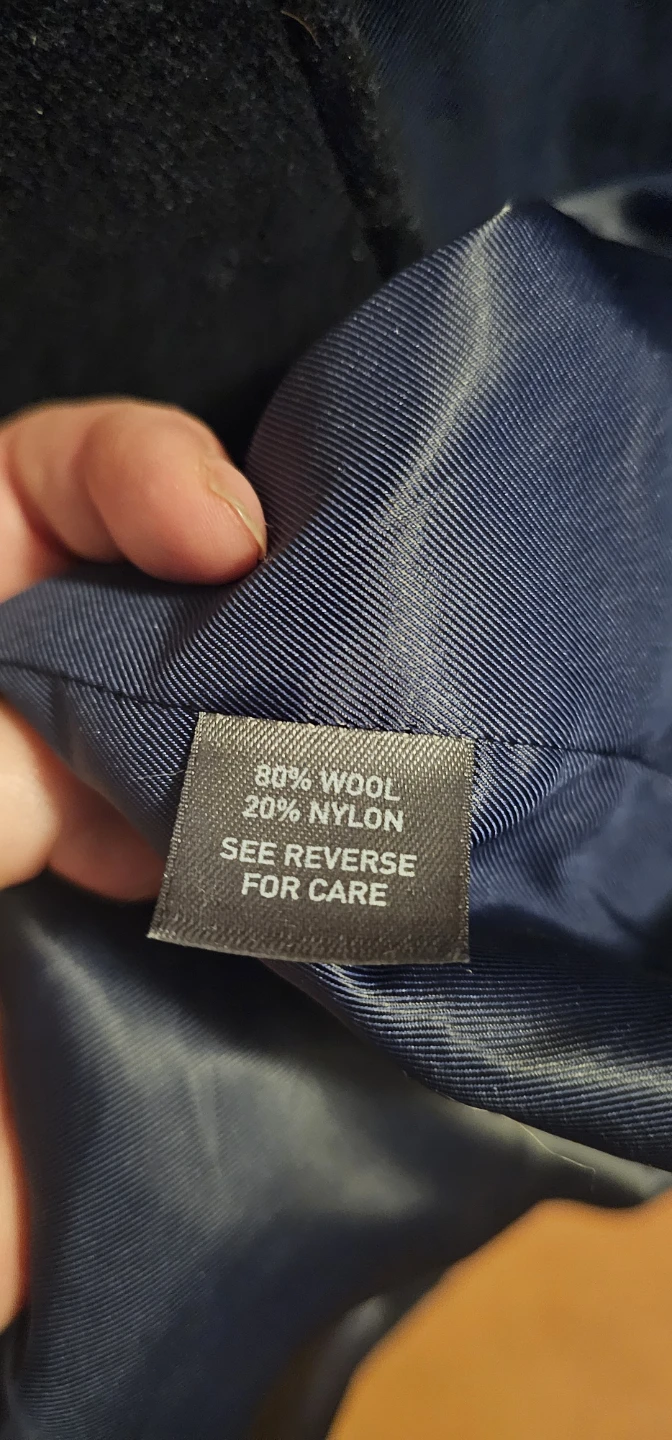 80% WOOL
20% NYLON
SEE REVERSE
FOR CARE